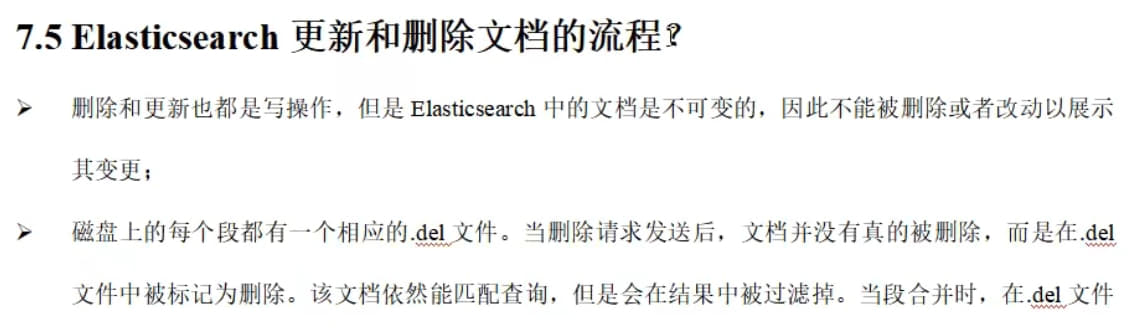 7.5 Elasticsearch 更新和删除文档的流程?
➢ 删除和更新也都是写操作，但是 Elasticsearch 中的文档是不可变的，因此不能被删除或者改动以展示
其变更；
➢ 磁盘上的每个段都有一个相应的.del 文件。当删除请求发送后，文档并没有真的被删除，而是在.del
文件中被标记为删除。该文档依然能匹配查询，但是会在结果中被过滤掉。当段合并时，在.del 文件